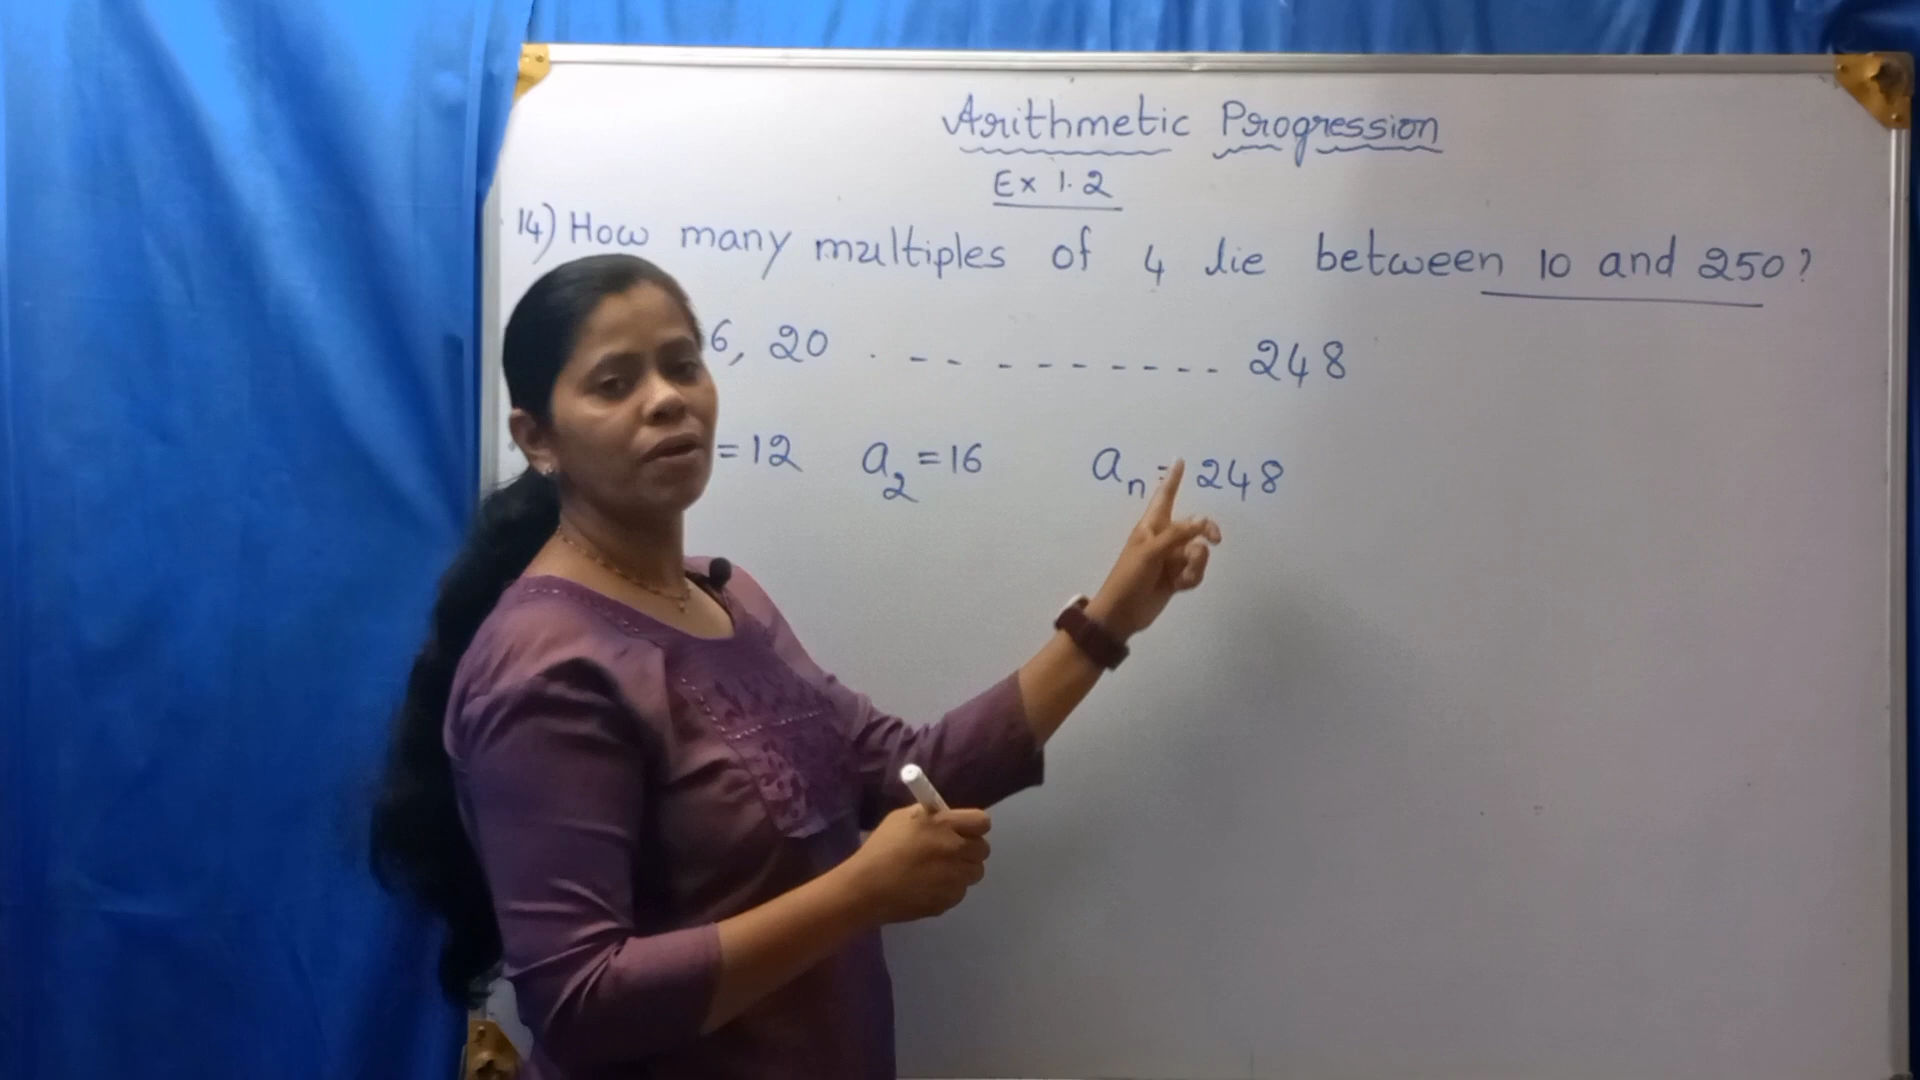 Arithmetic Progression
Ex 1.2
14) How many multiples of 4 lie between 10 and 250?
6, 20 . - - - - - - - - - - 248
=12 a₂ =16 aₙ = 248